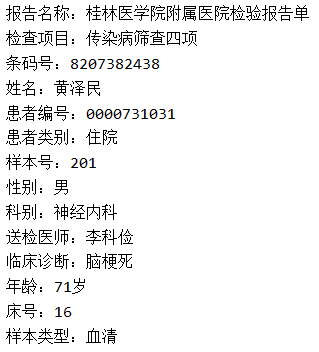 报告名称：桂林医学院附属医院检验报告单
检查项目：传染病筛查四项
条码号：8207382438
姓名：黄泽民
患者编号：0000731031
患者类别：住院
样本号：201
性别：男
科别：神经内科
送检医师：李科俭
临床诊断：脑梗死
年龄：71岁
床号：16
样本类型：血清